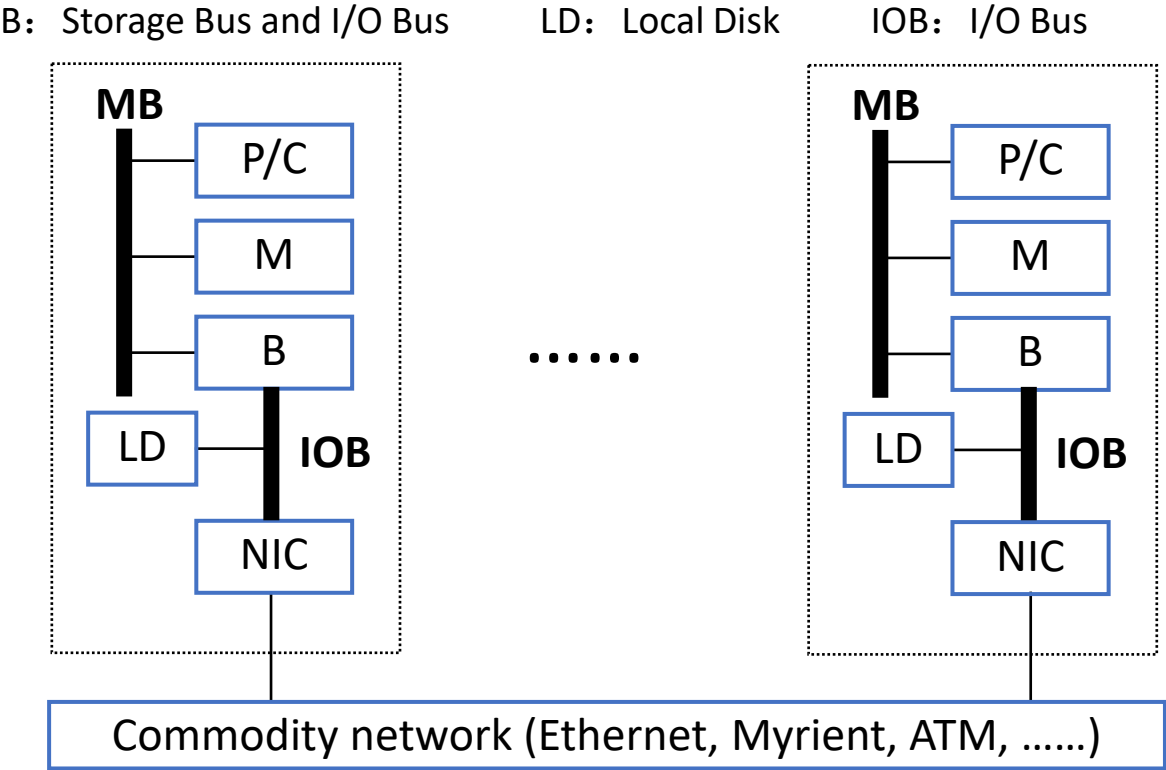 B： Storage Bus and I/O Bus LD： Local Disk IOB： I/O Bus
MB MB
P/C P/C
M M
B ...... B
LD IOB LD IOB
NIC NIC
Commodity network (Ethernet, Myrient, ATM, ......)